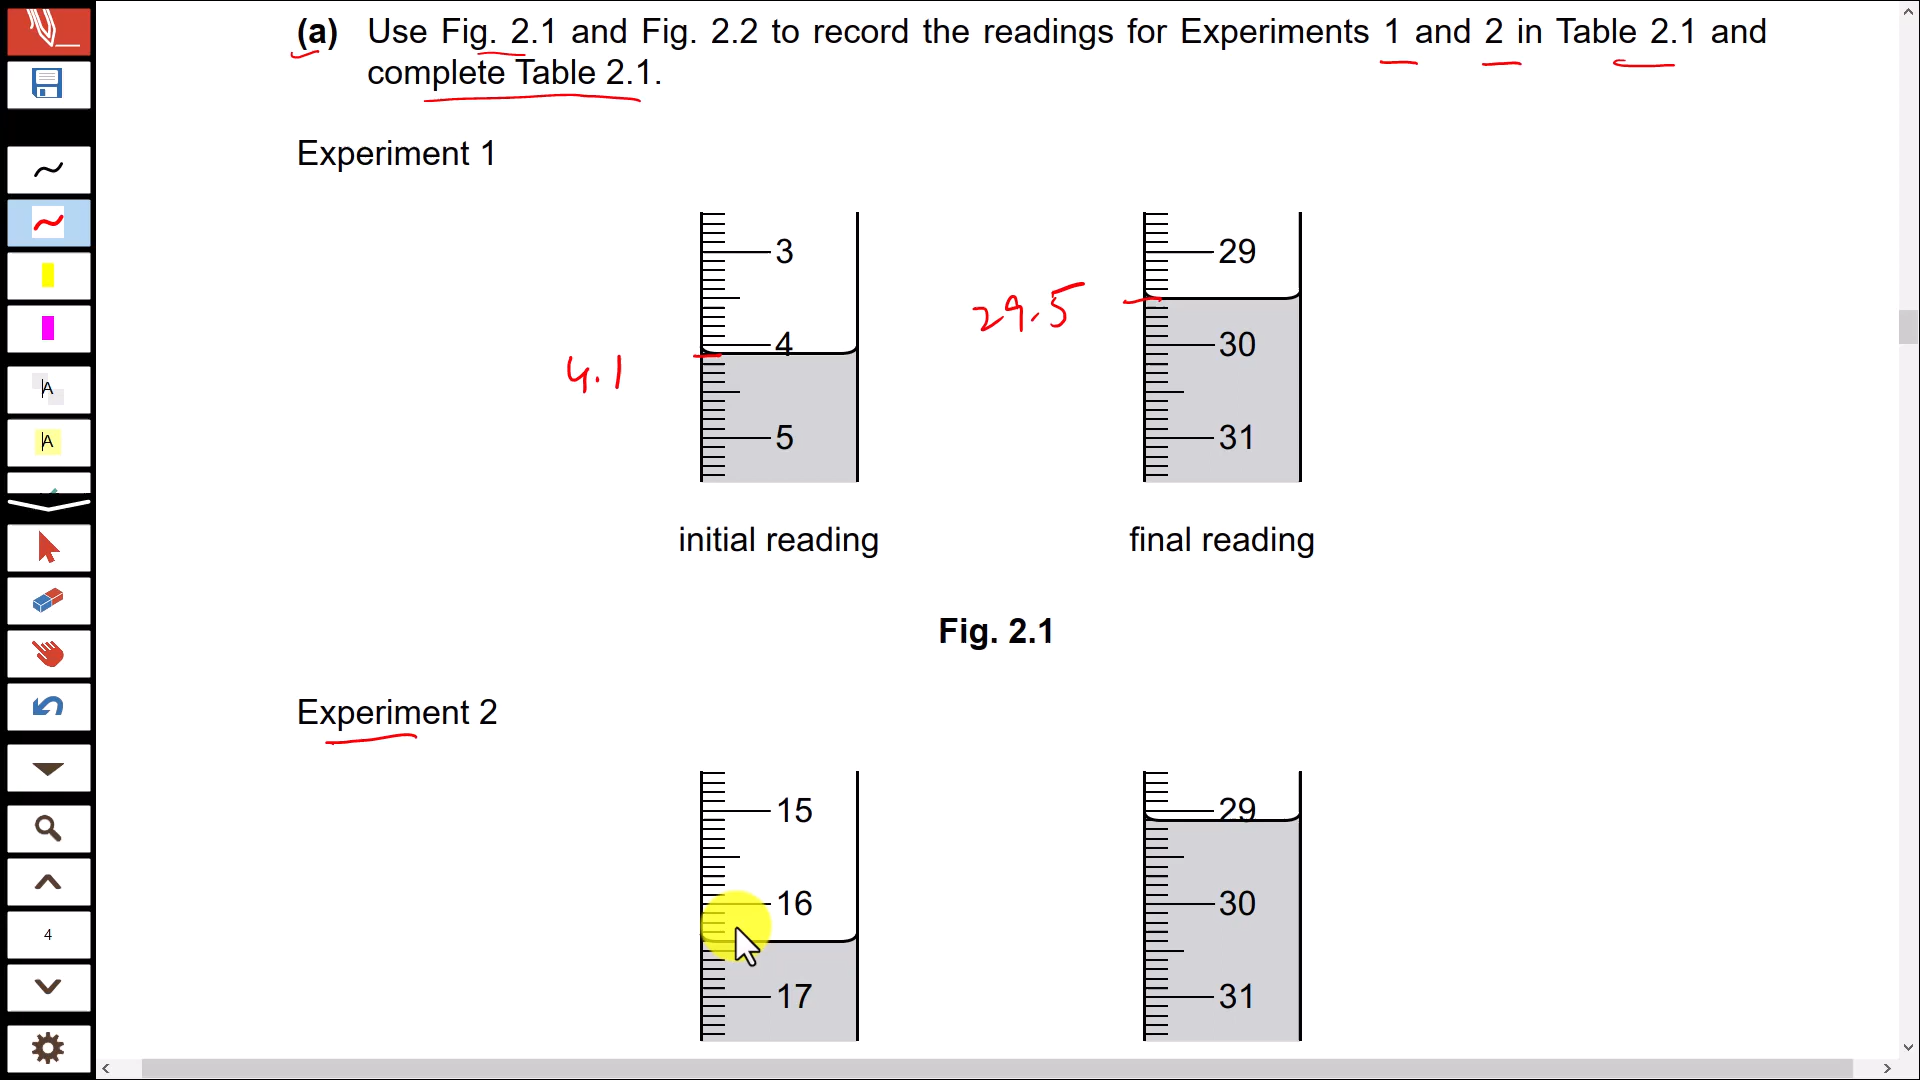 (a) Use Fig. 2.1 and Fig. 2.2 to record the readings for Experiments 1 and 2 in Table 2.1 and
complete Table 2.1.
Experiment 1
3
4
5
4.1
29
30
31
29.5
initial reading
final reading
Fig. 2.1
Experiment 2
15
16
17
29
30
31
A
A
4